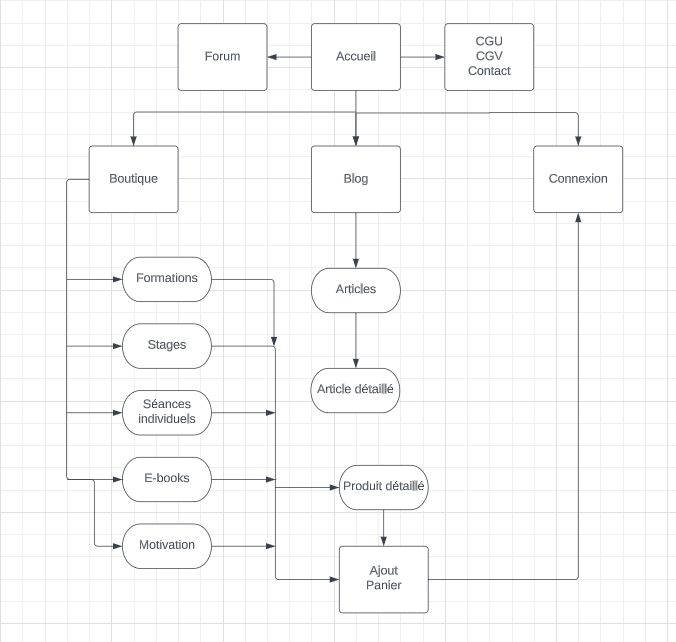 Forum
Accueil
CGU
CGV
Contact
Boutique
Blog
Connexion
Formations
Articles
Stages
Article détaillé
Séances
individuels
E-books
Produit détaillé
Motivation
Ajout
Panier